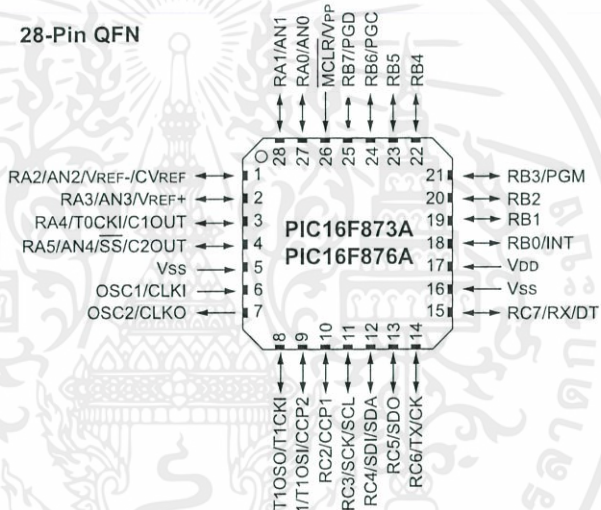 28-Pin QFN
RA1/AN1
RA0/AN0
MCLR/VPP
RB7/PGD
RB6/PGC
RB5
RB4
28
27
26
25
24
23
22
RA2/AN2/VREF-/CVREF
RA3/AN3/VREF+
RA4/T0CKI/C1OUT
RA5/AN4/SS/C2OUT
Vss
OSC1/CLKI
OSC2/CLKO
1
2
3
4
5
6
7
PIC16F873A
PIC16F876A
21
20
19
18
17
16
15
RB3/PGM
RB2
RB1
RB0/INT
VDD
Vss
RC7/RX/DT
8
9
10
11
12
13
14
T1OSO/T1CKI
1/T1OSI/CCP2
RC2/CCP1
RC3/SCK/SCL
RC4/SDI/SDA
RC5/SDO
RC6/TX/CK